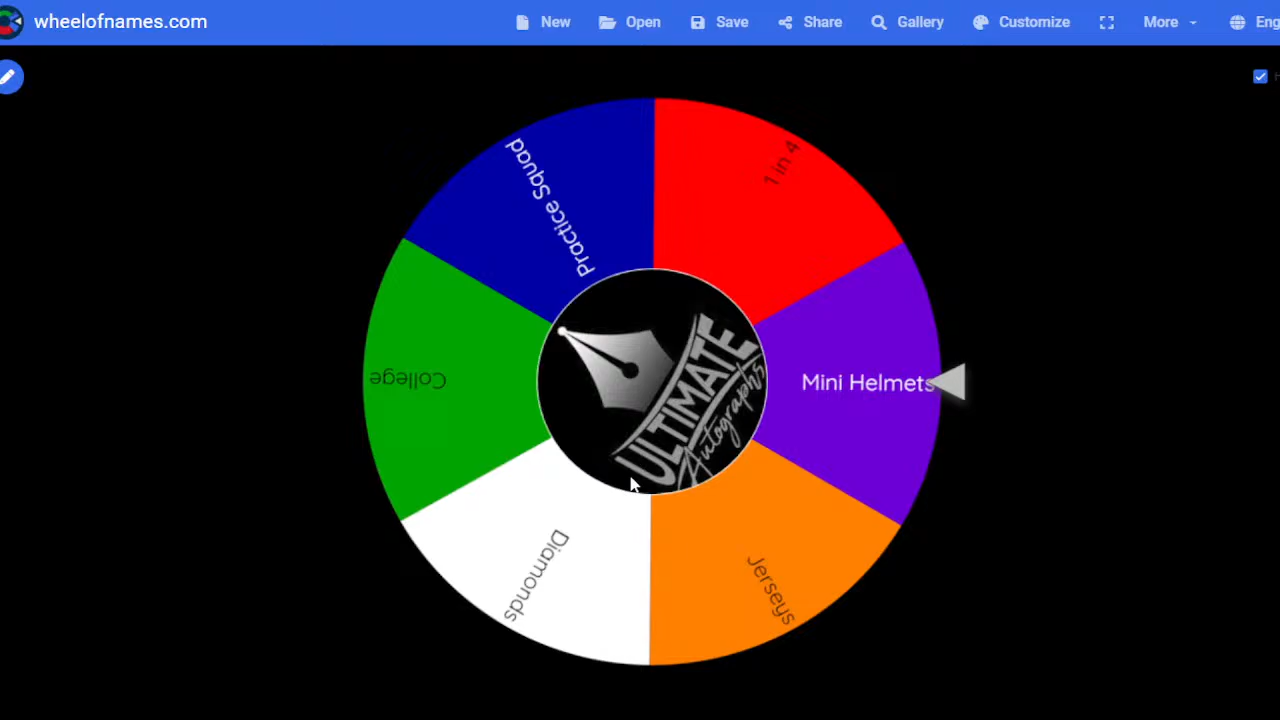 wheelofnames.com
New
Open
Save
Share
Gallery
Customize
More
Eng
Practice Squad
1 in 4
College
Mini Helmets
ULTIMATE
Autographs
Diamonds
Jerseys